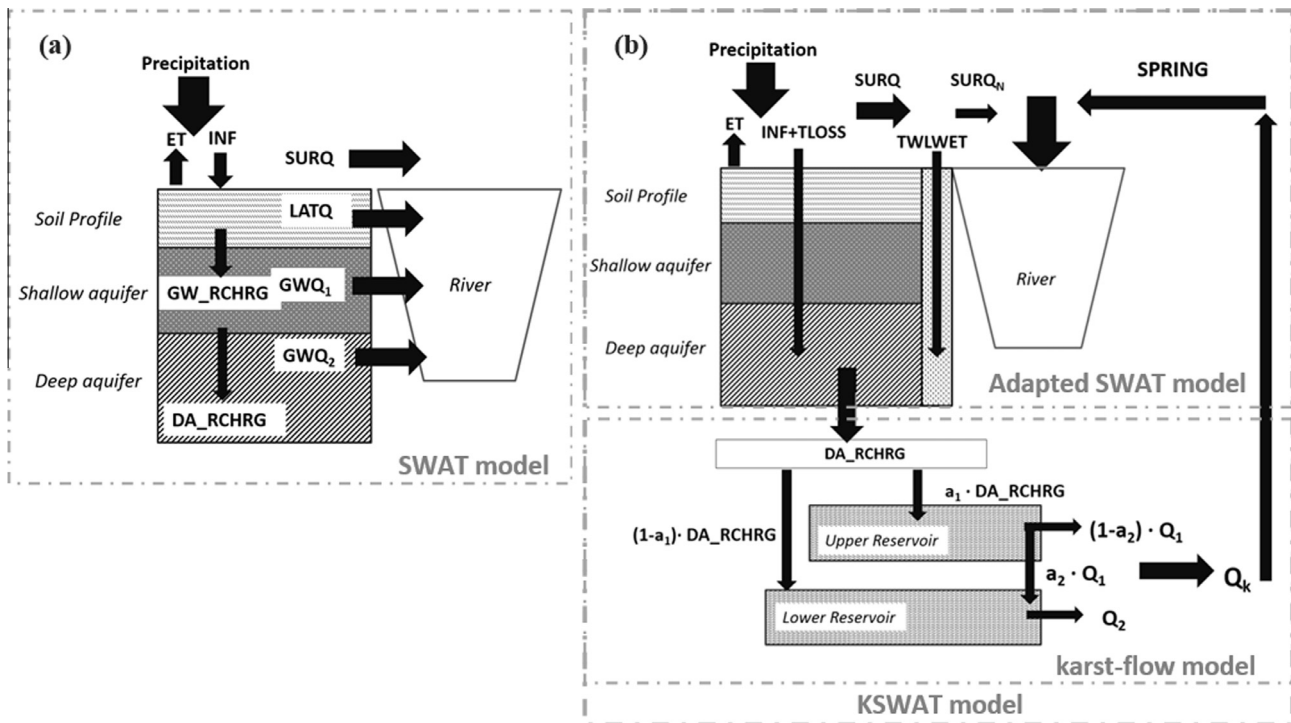 (a)
Precipitation
ET
INF
SURQ
Soil Profile
LATQ
Shallow aquifer
GW_RCHRG
GWQ1
River
Deep aquifer
GWQ2
DA_RCHRG
SWAT model
(b)
Precipitation
SURQ
SURQN
SPRING
ET
INF+TLOSS
TWLWET
Soil Profile
Shallow aquifer
River
Deep aquifer
Adapted SWAT model
DA_RCHRG
a1 · DA_RCHRG
(1-a1)· DA_RCHRG
Upper Reservoir
(1-a2) · Q1
a2 · Q1
Qk
Lower Reservoir
Q2
karst-flow model
KSWAT model